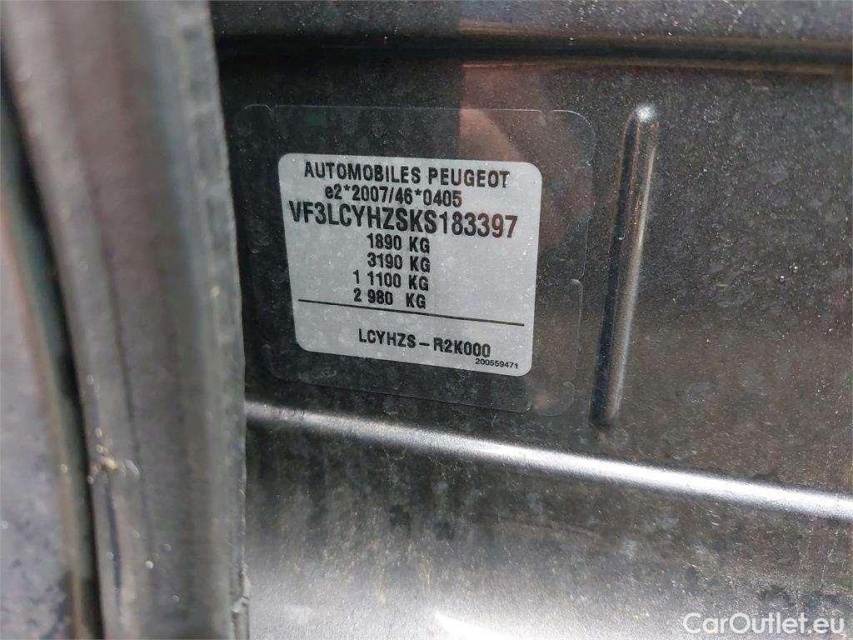 AUTOMOBILES PEUGEOT
e2*2007/46*0405
VF3LCYHZSKS183397
1890 KG
3190 KG
1 1100 KG
2 980 KG
LCYHZS-R2K000
200559471
CarOutlet.eu